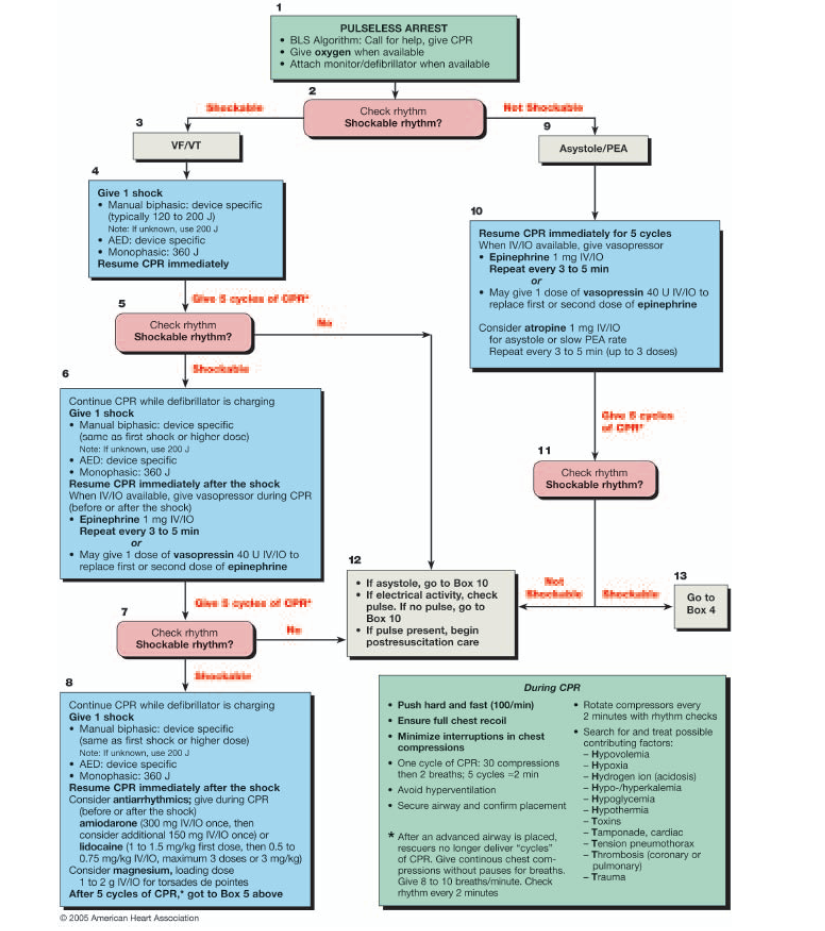 1
PULSELESS ARREST
• BLS Algorithm: Call for help, give CPR
• Give oxygen when available
• Attach monitor/defibrillator when available
2
Check rhythm
Shockable rhythm?
Shockable
Not Shockable
3
VF/VT
9
Asystole/PEA
4
Give 1 shock
• Manual biphasic: device specific
(typically 120 to 200 J)
Note: If unknown, use 200 J
• AED: device specific
• Monophasic: 360 J
Resume CPR immediately
10
Resume CPR immediately for 5 cycles
When IV/IO available, give vasopressor
• Epinephrine 1 mg IV/IO
Repeat every 3 to 5 min
or
• May give 1 dose of vasopressin 40 U IV/IO to
replace first or second dose of epinephrine
Consider atropine 1 mg IV/IO
for asystole or slow PEA rate
Repeat every 3 to 5 min (up to 3 doses)
Give 5 cycles of CPR*
5
Check rhythm
Shockable rhythm?
No
Shockable
6
Continue CPR while defibrillator is charging
Give 1 shock
• Manual biphasic: device specific
(same as first shock or higher dose)
Note: If unknown, use 200 J
• AED: device specific
• Monophasic: 360 J
Resume CPR immediately after the shock
When IV/IO available, give vasopressor during CPR
(before or after the shock)
• Epinephrine 1 mg IV/IO
Repeat every 3 to 5 min
or
• May give 1 dose of vasopressin 40 U IV/IO to
replace first or second dose of epinephrine
Give 5 cycles
of CPR*
11
Check rhythm
Shockable rhythm?
Not
Shockable
Shockable
12
• If asystole, go to Box 10
• If electrical activity, check
pulse. If no pulse, go to
Box 10
• If pulse present, begin
postresuscitation care
13
Go to
Box 4
Give 5 cycles of CPR*
7
Check rhythm
Shockable rhythm?
No
Shockable
8
Continue CPR while defibrillator is charging
Give 1 shock
• Manual biphasic: device specific
(same as first shock or higher dose)
Note: If unknown, use 200 J
• AED: device specific
• Monophasic: 360 J
Resume CPR immediately after the shock
Consider antiarrhythmics; give during CPR
(before or after the shock)
amiodarone (300 mg IV/IO once, then
consider additional 150 mg IV/IO once) or
lidocaine (1 to 1.5 mg/kg first dose, then 0.5 to
0.75 mg/kg IV/IO, maximum 3 doses or 3 mg/kg)
Consider magnesium, loading dose
1 to 2 g IV/IO for torsades de pointes
After 5 cycles of CPR,* got to Box 5 above
During CPR
• Push hard and fast (100/min)
• Ensure full chest recoil
• Minimize interruptions in chest
compressions
• One cycle of CPR: 30 compressions
then 2 breaths; 5 cycles =2 min
• Avoid hyperventilation
• Secure airway and confirm placement
* After an advanced airway is placed,
rescuers no longer deliver “cycles”
of CPR. Give continous chest com-
pressions without pauses for breaths.
Give 8 to 10 breaths/minute. Check
rhythm every 2 minutes
• Rotate compressors every
2 minutes with rhythm checks
• Search for and treat possible
contributing factors:
– Hypovolemia
– Hypoxia
– Hydrogen ion (acidosis)
– Hypo-/hyperkalemia
– Hypoglycemia
– Hypothermia
– Toxins
– Tamponade, cardiac
– Tension pneumothorax
– Thrombosis (coronary or
pulmonary)
– Trauma
© 2005 American Heart Association